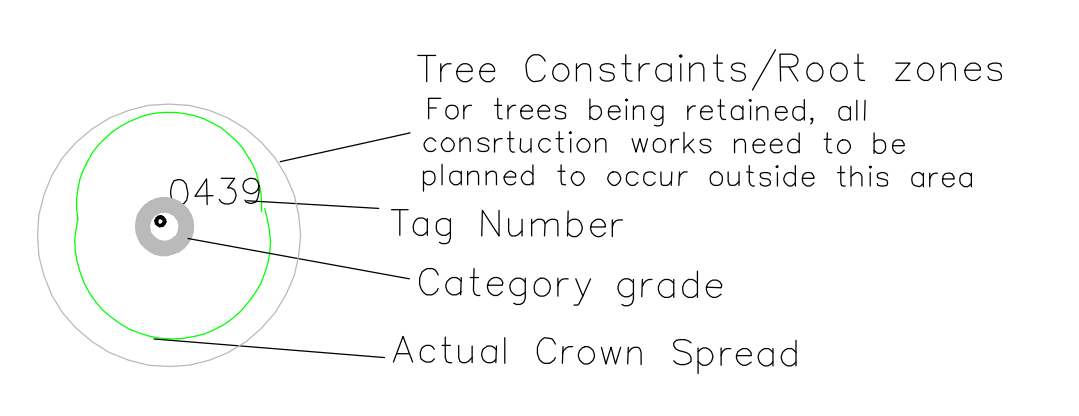 Tree Constraints/Root zones
For trees being retained, all
consrtuction works need to be
planned to occur outside this area
0439
Tag Number
Category grade
Actual Crown Spread